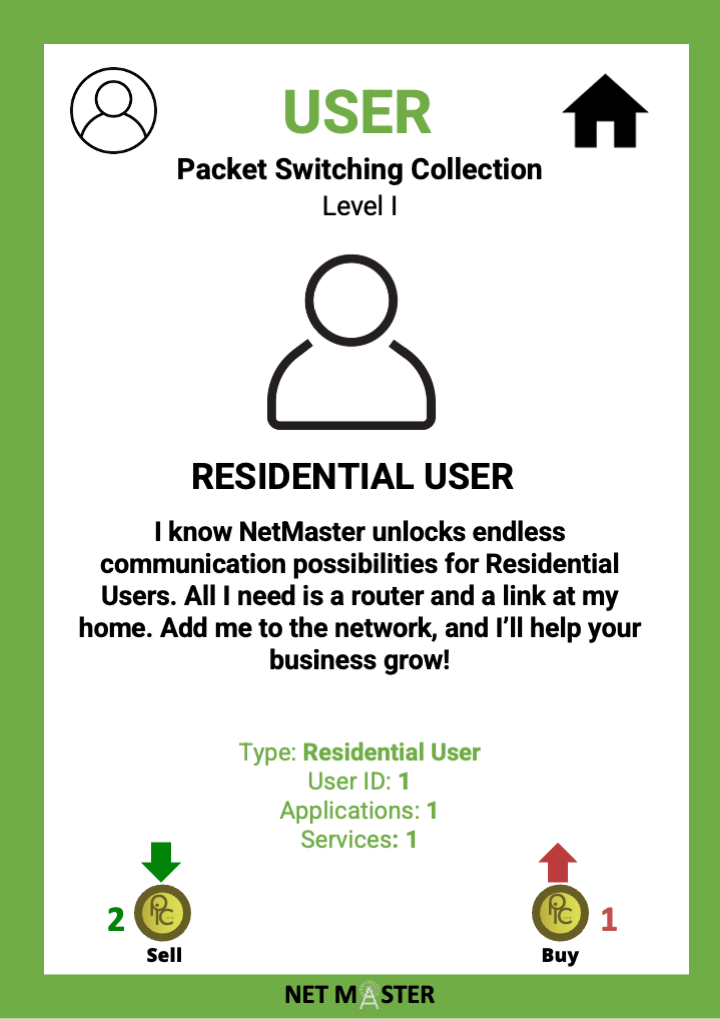 USER
Packet Switching Collection
Level I
RESIDENTIAL USER
I know NetMaster unlocks endless
communication possibilities for Residential
Users. All I need is a router and a link at my
home. Add me to the network, and I’ll help your
business grow!
Type: Residential User
User ID: 1
Applications: 1
Services: 1
2
Sell
1
Buy
NET MASTER